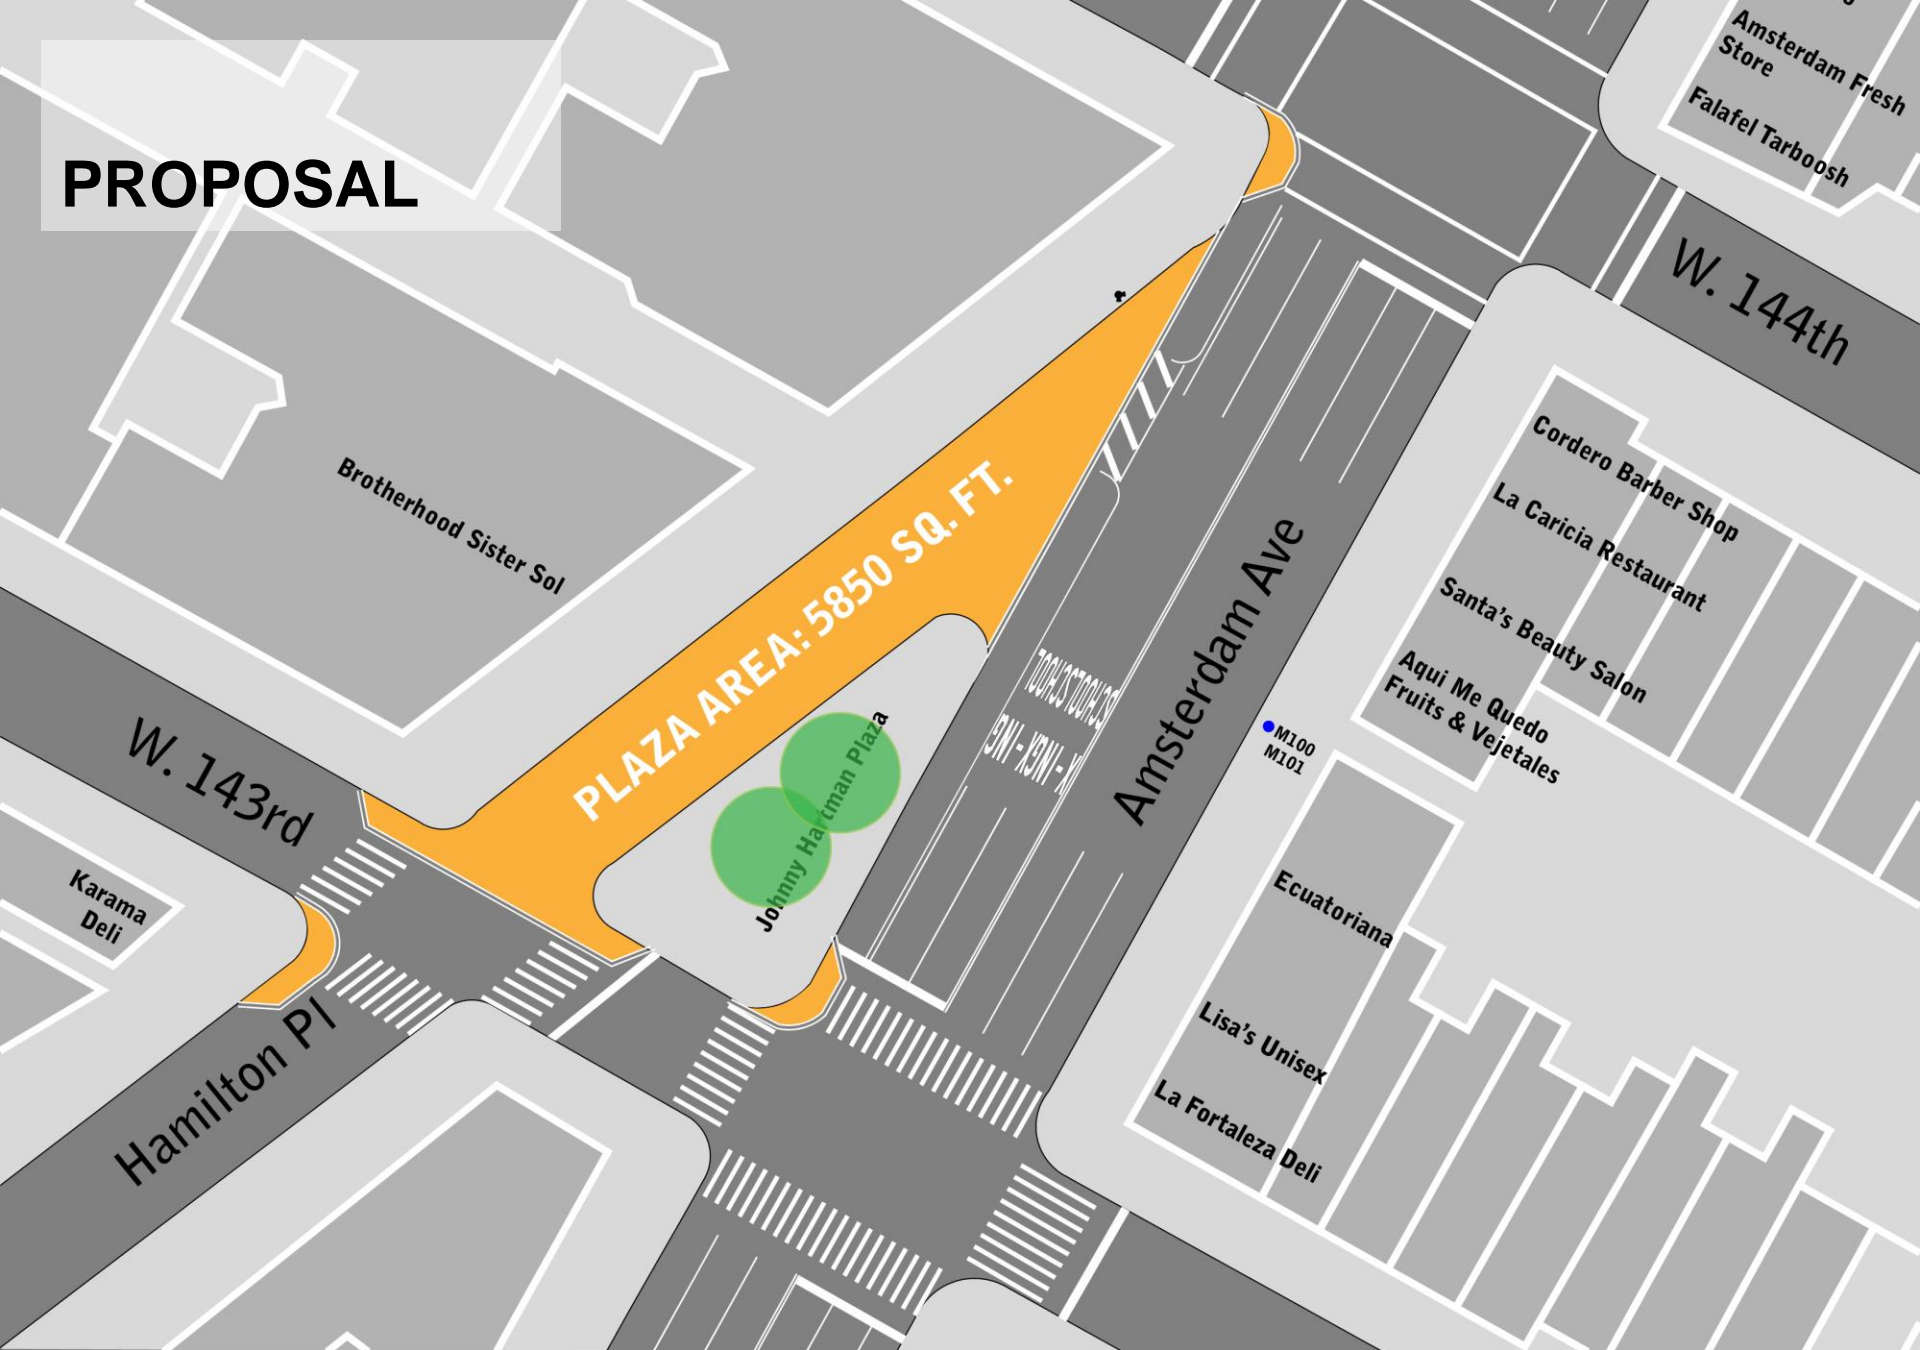 PROPOSAL
Amsterdam Fresh
Store
Falafel Tarboosh
W. 144th
Cordero Barber Shop
La Caricia Restaurant
Santa's Beauty Salon
Aqui Me Quedo
Fruits & Vejetales
Brotherhood Sister Sol
PLAZA AREA: 5850 SQ. FT.
Amsterdam Ave
M100
M101
W. 143rd
Johnny Hartman Plaza
Karama
Deli
Hamilton Pl
Ecuatoriana
Lisa's Unisex
La Fortaleza Deli